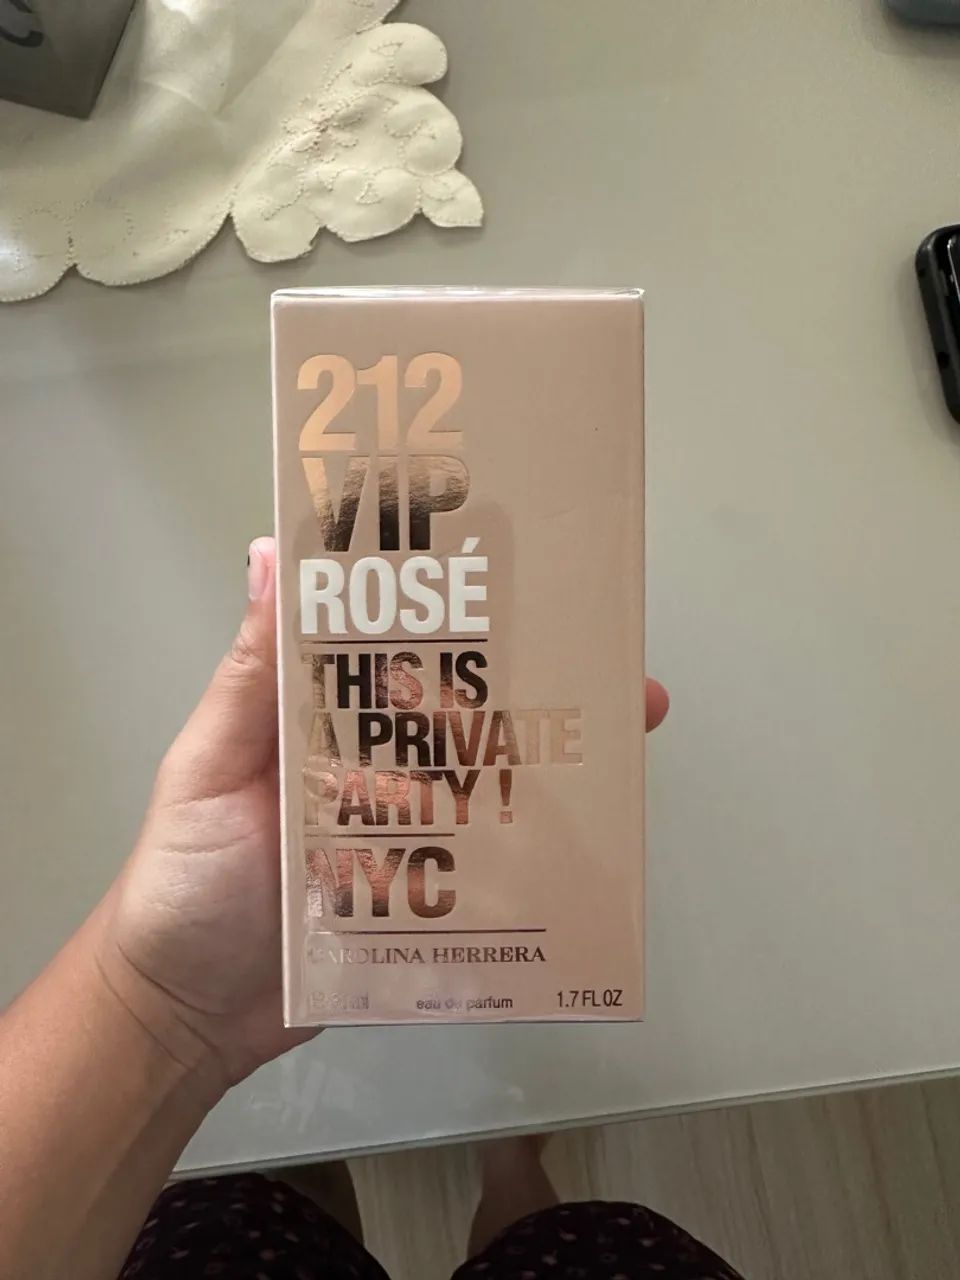 212
VIP
ROSÉ
THIS IS
A PRIVATE
PARTY !
NYC
CAROLINA HERRERA
eau de parfum 1.7 FL OZ